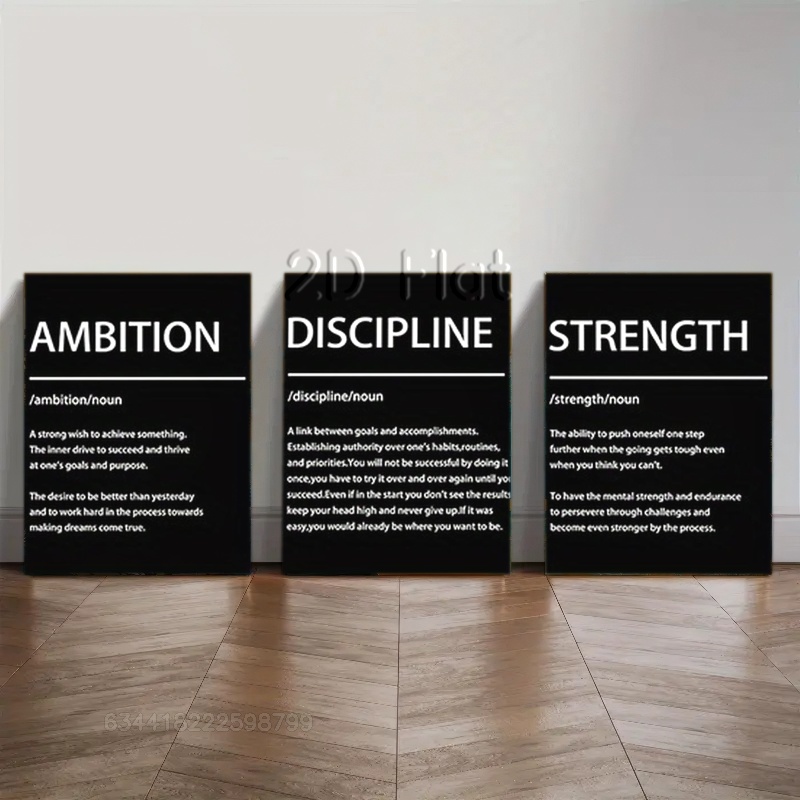 2D Flat
AMBITION
/ambition/noun
A strong wish to achieve something.
The inner drive to succeed and thrive
at one's goals and purpose.
The desire to be better than yesterday
and to work hard in the process towards
making dreams come true.
DISCIPLINE
/discipline/noun
A link between goals and accomplishments.
Establishing authority over one's habits,routines,
and priorities.You will not be successful by doing it
once,you have to try it over and over again until you
succeed.Even if in the start you don't see the results
keep your head high and never give up.If it was
easy,you would already be where you want to be.
STRENGTH
/strength/noun
The ability to push oneself one step
further when the going gets tough even
when you think you can't.
To have the mental strength and endurance
to persevere through challenges and
become even stronger by the process.
634418222598799